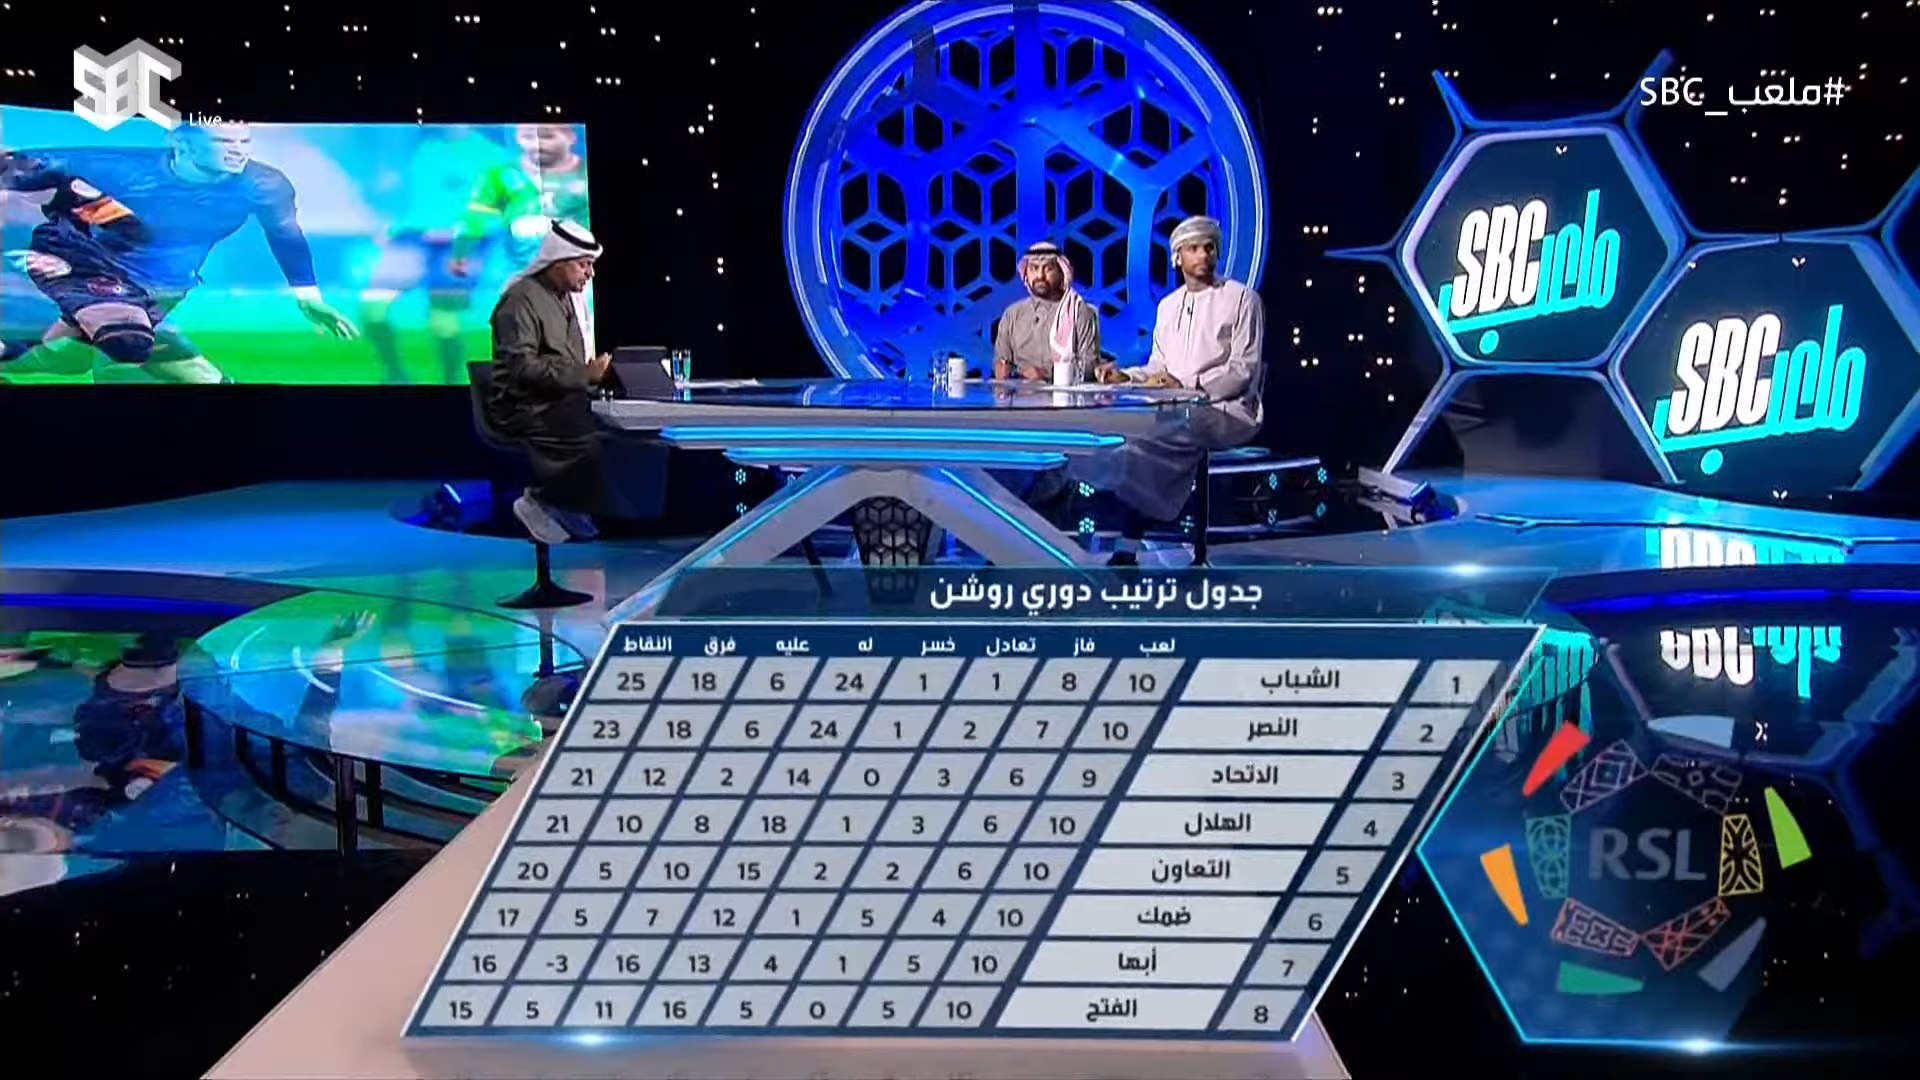 SBC
Live
#ملعب_SBC
ملعب SBC
ملعب SBC
جدول ترتيب دوري روشن
لعب فاز تعادل خسر له عليه فرق النقاط
1 الشباب 10 8 1 1 24 6 18 25
2 النصر 10 7 2 1 24 6 18 23
3 الاتحاد 9 6 3 0 14 2 12 21
4 الهلال 10 6 3 1 18 8 10 21
5 التعاون 10 6 2 2 15 10 5 20
6 ضمك 10 4 5 1 12 7 5 17
7 أبها 10 5 1 4 13 16 -3 16
8 الفتح 10 5 0 5 16 11 5 15
RSL